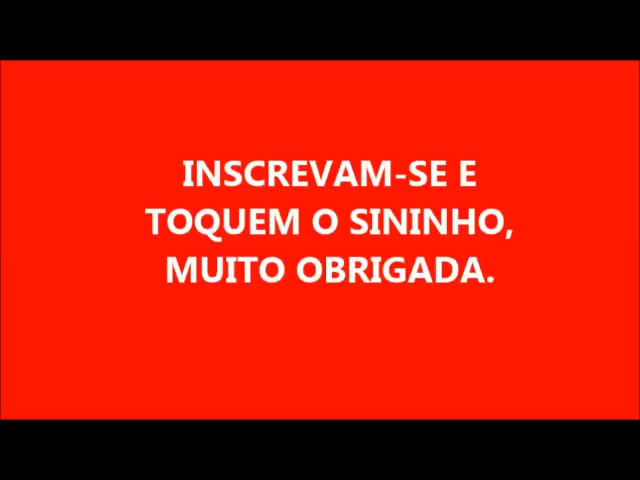 INSCREVAM-SE E
TOQUEM O SININHO,
MUITO OBRIGADA.